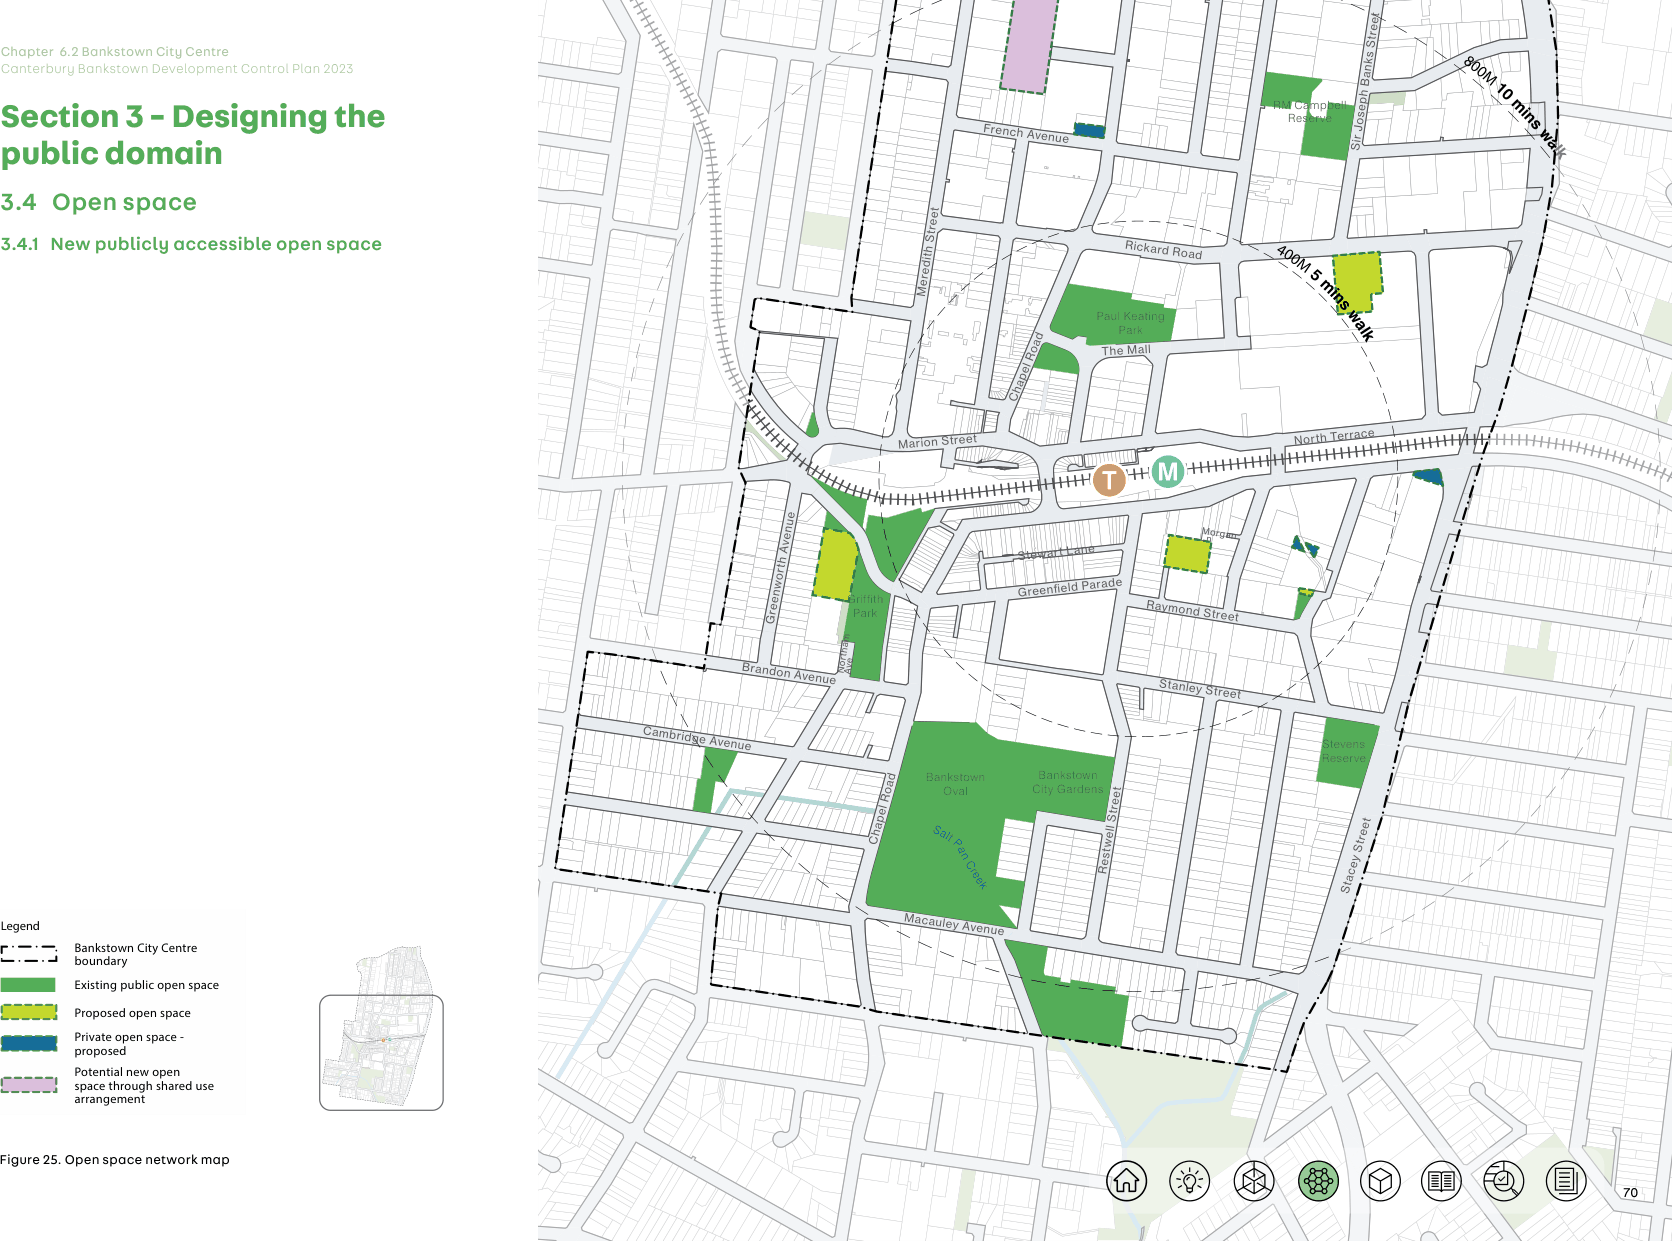 Chapter 6.2 Bankstown City Centre
Canterbury Bankstown Development Control Plan 2023
Section 3 – Designing the
public domain
3.4 Open space
3.4.1 New publicly accessible open space
Legend
Bankstown City Centre
boundary
Existing public open space
Proposed open space
Private open space -
proposed
Potential new open
space through shared use
arrangement
Figure 25. Open space network map
800M 10 mins walk
Sir Joseph Banks Street
RM Campbell
Reserve
French Avenue
Meredith Street
Rickard Road
400M 5 mins walk
Paul Keating
Park
The Mall
Chapel Road
Marion Street
North Terrace
T
M
Greenworth Avenue
Stewart Lane
Morgan
Greenfield Parade
Raymond Street
Griffith
Park
Northam
Ave
Brandon Avenue
Stanley Street
Cambridge Avenue
Stevens
Reserve
Bankstown
Oval
Bankstown
City Gardens
Chapel Road
Salt Pan Creek
Restwell Street
Stacey Street
Macauley Avenue
70